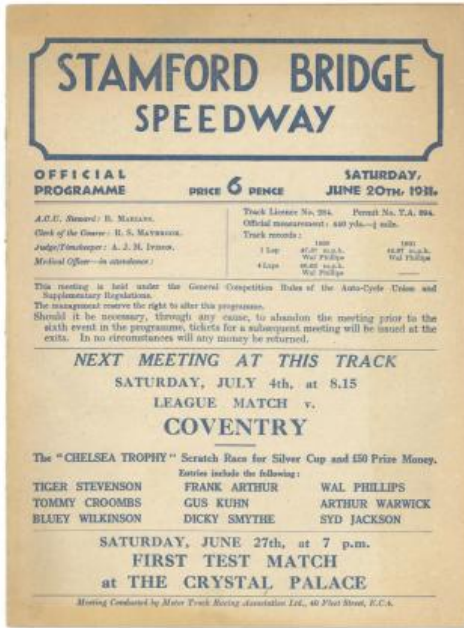 STAMFORD BRIDGE
SPEEDWAY
OFFICIAL
PROGRAMME
PRICE 6 PENCE
SATURDAY,
JUNE 20TH, 1931.
A.C.U. Steward: B. MARIANS.
Clerk of the Course: R. S. MAYBROOK.
Judge/Timekeeper: A. J. H.
Medical Officer—in attendance:
Track Licence No. 264. Permit No. T.A. 894.
Official measurement: 440 yds.—¼ mile.
Track records:
1930 1931
1 Lap m.p.h. m.p.h.
Wal Phillips Wal Phillips
4 Laps m.p.h.
Wal Phillips
This meeting is held under the General Competition Rules of the Auto-Cycle Union and
Supplementary Regulations.
The management reserve the right to alter this programme.
Should it be necessary, through any cause, to abandon the meeting prior to the
sixth event in the programme, tickets for a subsequent meeting will be issued at the
exits. In no circumstances will any money be returned.
NEXT MEETING AT THIS TRACK
SATURDAY, JULY 4th, at 8.15
LEAGUE MATCH v.
COVENTRY
The "CHELSEA TROPHY" Scratch Race for Silver Cup and £50 Prize Money.
Entries include the following:
TIGER STEVENSON FRANK ARTHUR WAL PHILLIPS
TOMMY CROOMBS GUS KUHN ARTHUR WARWICK
BLUEY WILKINSON DICKY SMYTHE SYD JACKSON
SATURDAY, JUNE 27th, at 7 p.m.
FIRST TEST MATCH
at THE CRYSTAL PALACE
Meeting Conducted by Motor Track Racing Association Ltd., 40 Fleet Street, E.C.4.